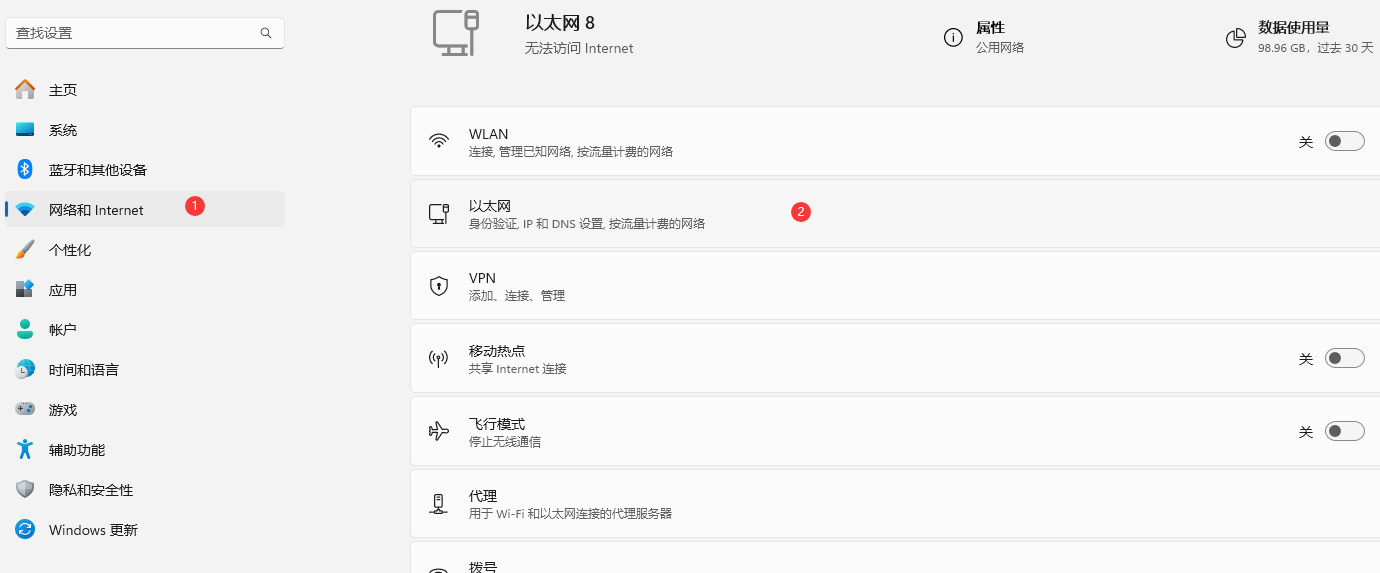 查找设置
主页
系统
蓝牙和其他设备
网络和 Internet
1
个性化
应用
帐户
时间和语言
游戏
辅助功能
隐私和安全性
Windows 更新
以太网 8
无法访问 Internet
属性
公用网络
数据使用量
98.96 GB，过去 30 天
WLAN
连接, 管理已知网络, 按流量计费的网络
关
以太网
身份验证, IP 和 DNS 设置, 按流量计费的网络
2
VPN
添加、连接、管理
移动热点
共享 Internet 连接
关
飞行模式
停止无线通信
关
代理
用于 Wi-Fi 和以太网连接的代理服务器
拨号